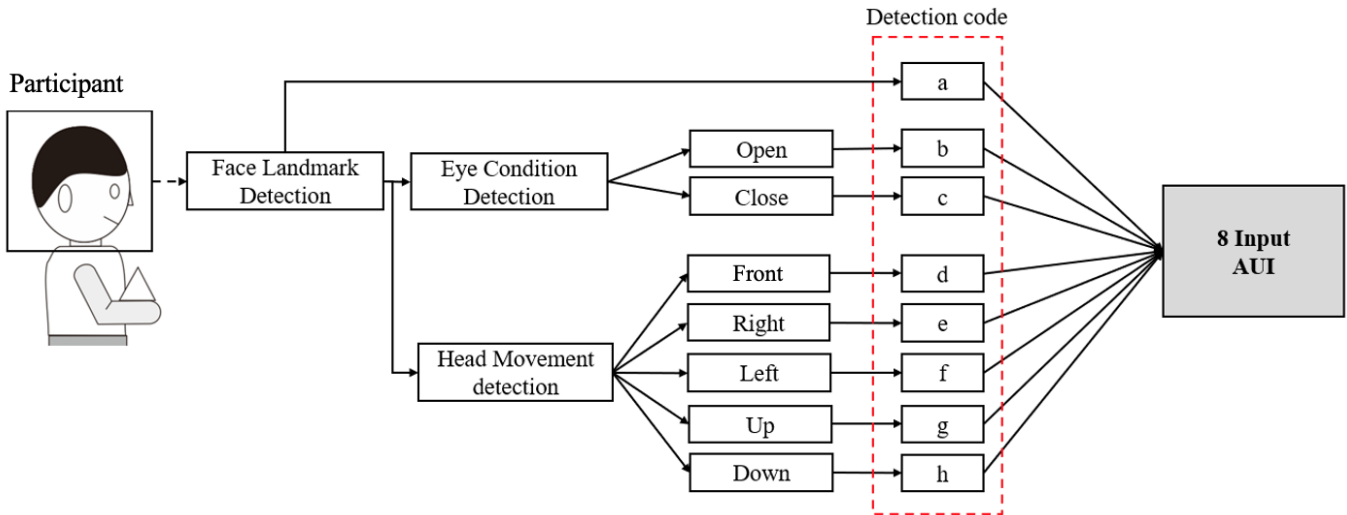 Detection code
Participant
a
Face Landmark
Detection
Eye Condition
Detection
Open
b
Close
c
8 Input
AUI
Front
d
Right
e
Head Movement
detection
Left
f
Up
g
Down
h